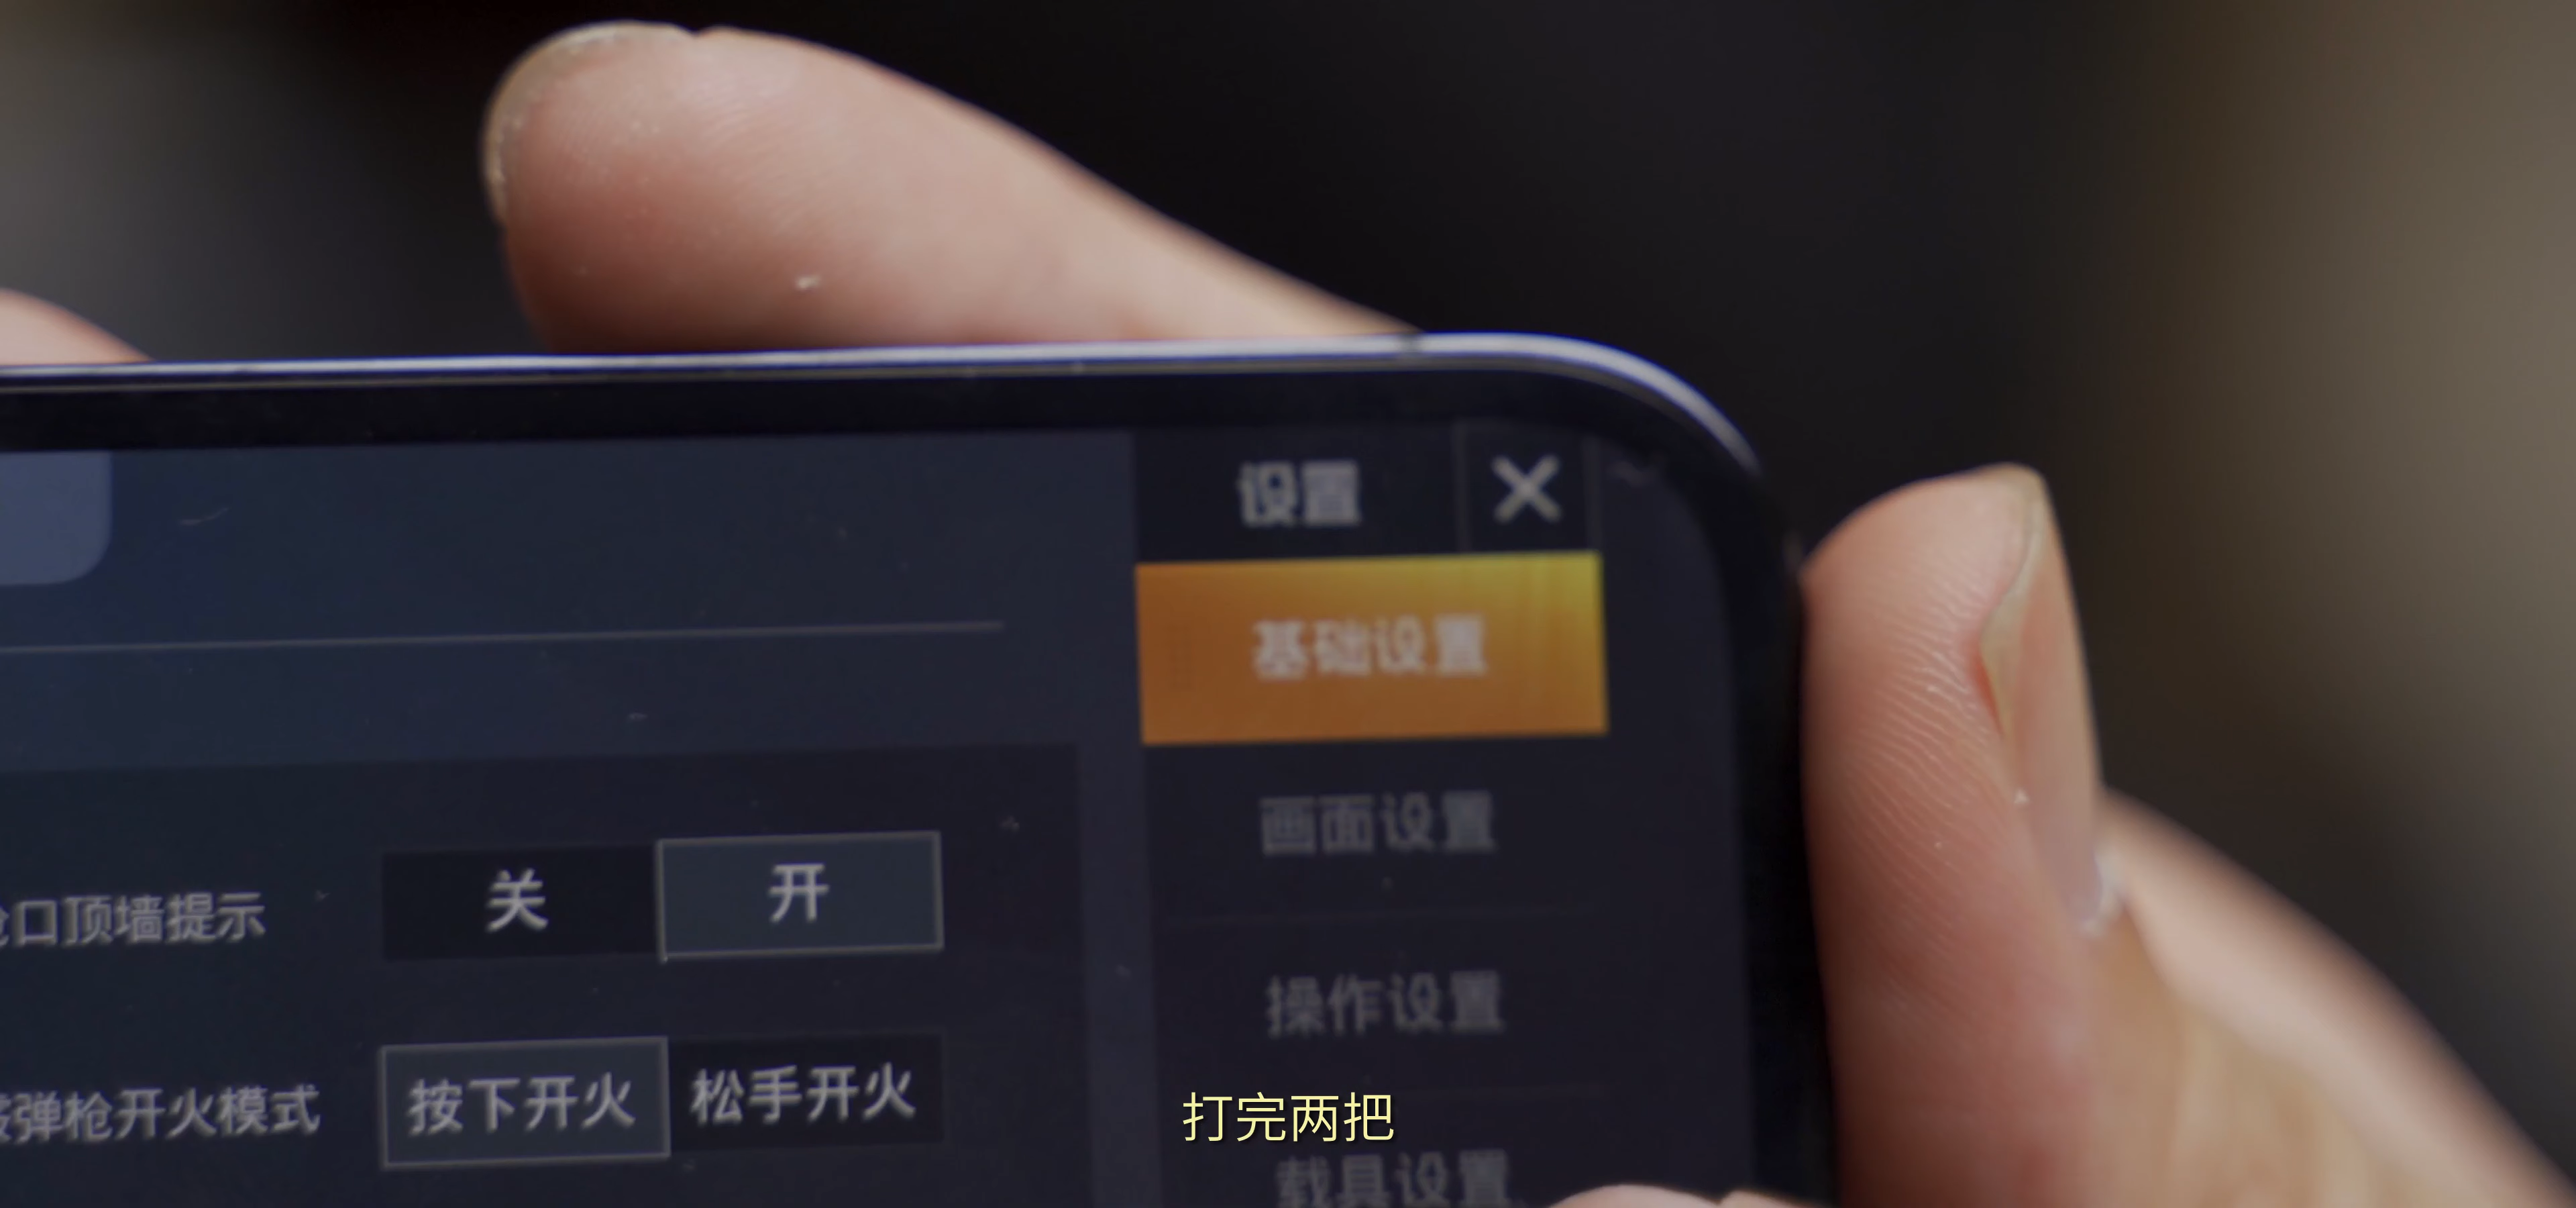 设置
基础设置
画面设置
口顶墙提示 关 开
操作设置
弹枪开火模式 按下开火 松手开火
打完两把
载具设置